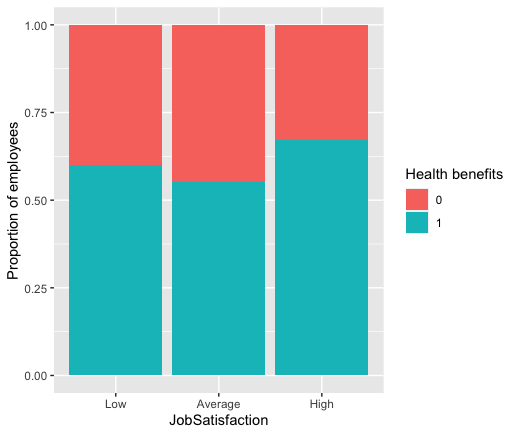 1.00
0.75
0.50
0.25
0.00
Proportion of employees
Low Average High
JobSatisfaction
Health benefits
0
1